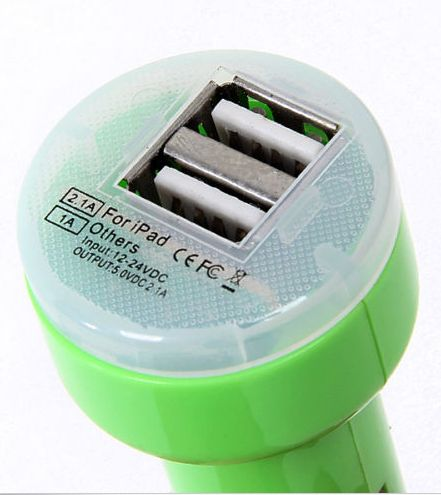 2.1A For iPad
1A Others
Input:12-24VDC
OUTPUT:5.0VDC 2.1A
CE FC